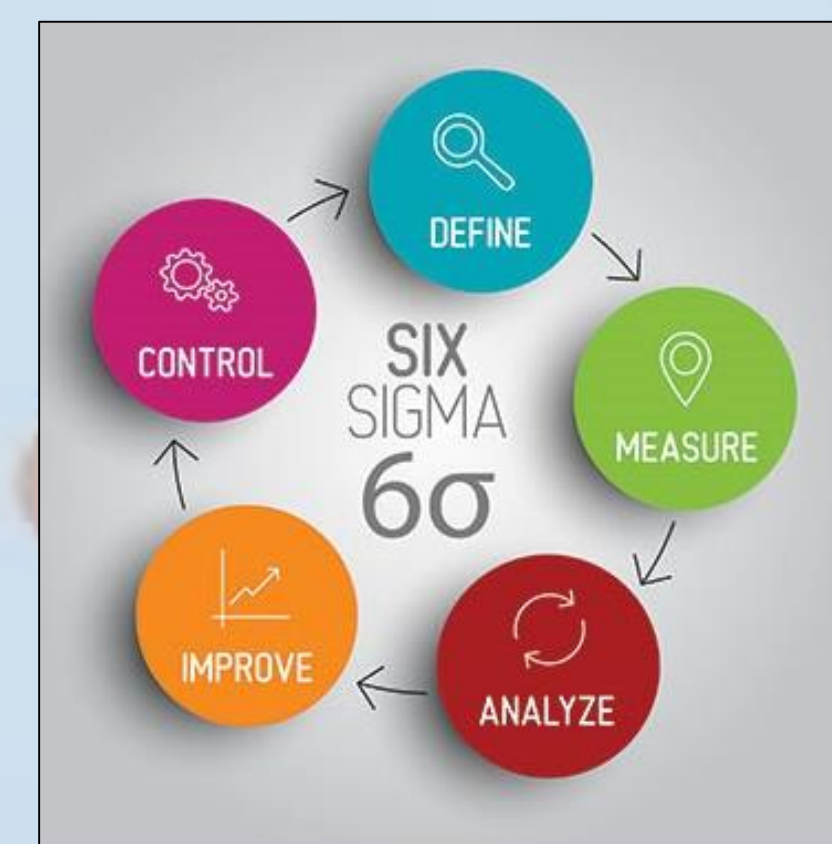 DEFINE
MEASURE
ANALYZE
IMPROVE
CONTROL
SIX
SIGMA
6σ